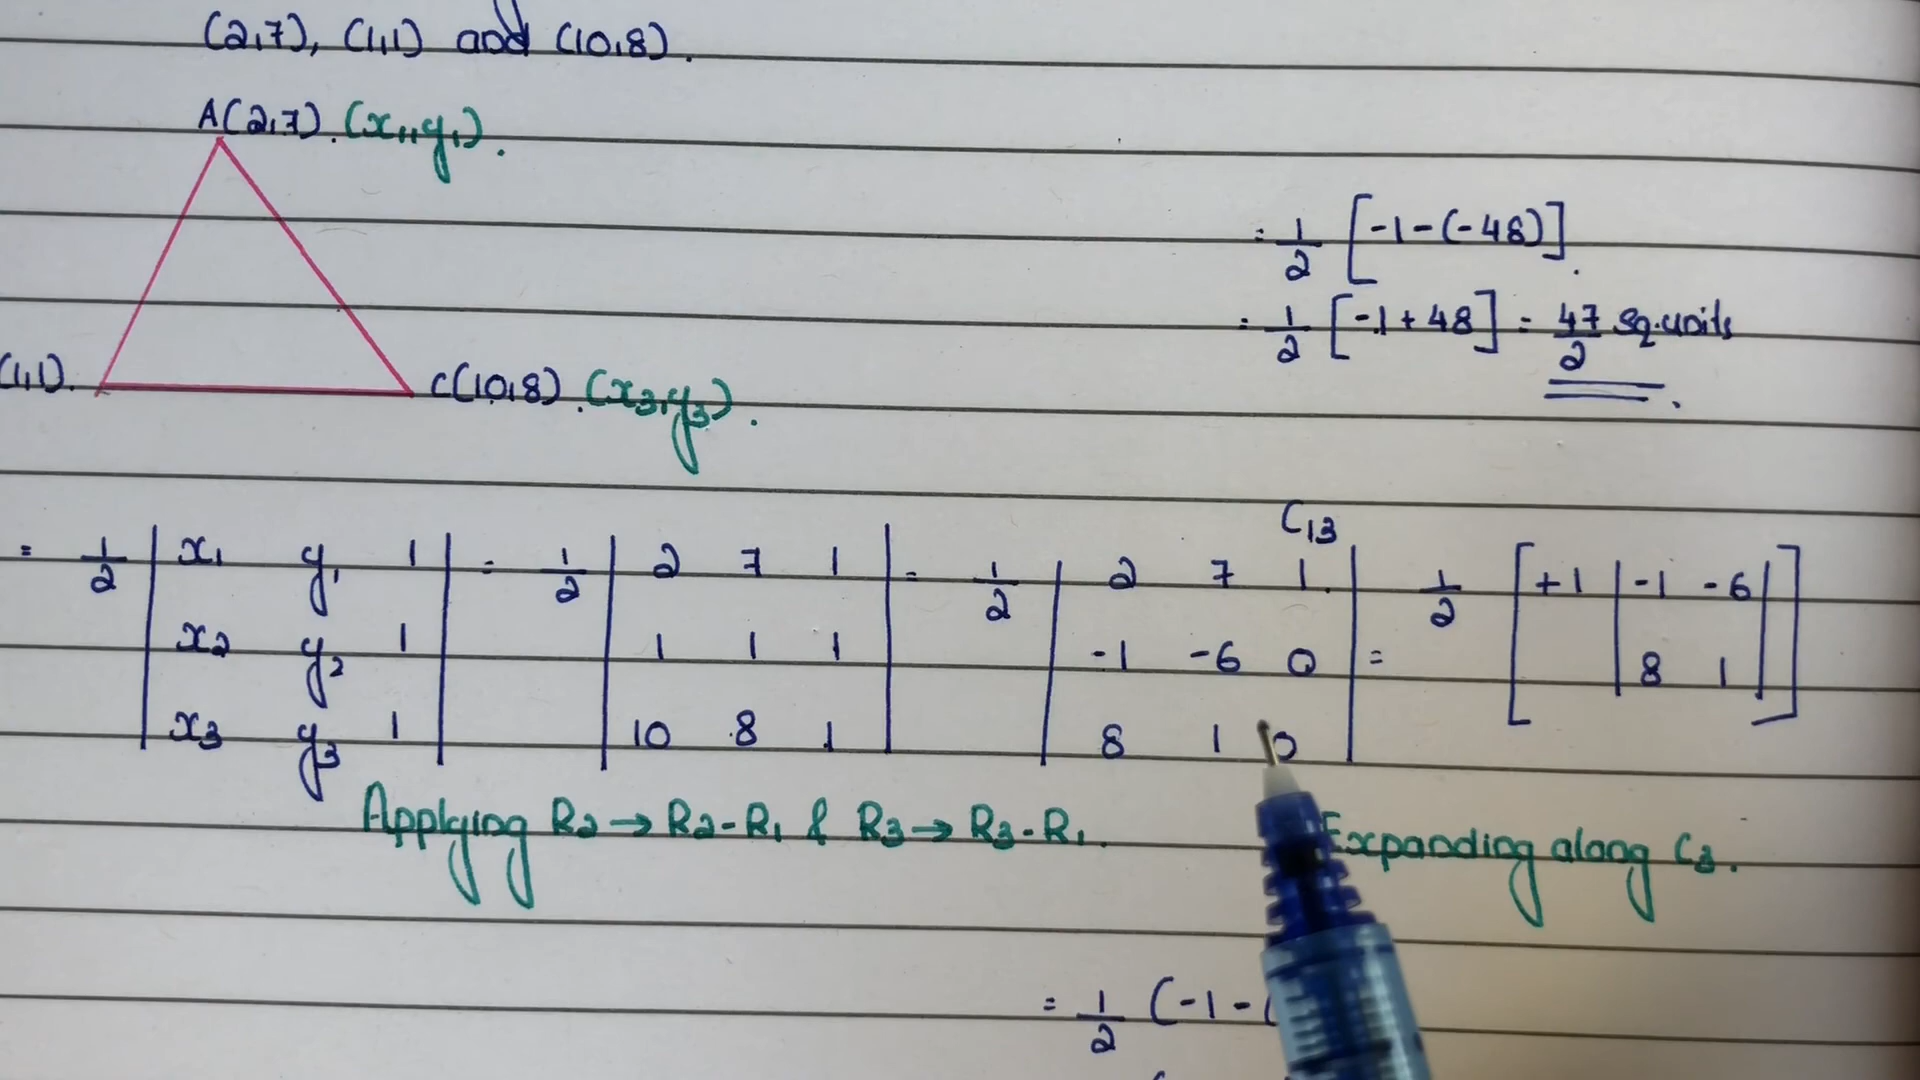 (2,7), (1,1) and (10,8).
A(2,7). (x₁,y₁).
= 1/2 [-1-(-48)].
= 1/2 [-1+48] = 47/2 sq.units.
(1,1). C(10,8). (x₃,y₃).
C₁₃
= 1/2 | x₁ y₁ 1 | = 1/2 | 2 7 1 | = 1/2 | 2 7 1 | = 1/2 [ +1 | -1 -6 | ]
| x₂ y₂ 1 | | 1 1 1 | | -1 -6 0 | = [ | 8 1 | ]
| x₃ y₃ 1 | | 10 8 1 | | 8 1 0 |
Applying R₂→R₂-R₁ & R₃→R₃-R₁.
Expanding along C₃.
= 1/2 (-1-(